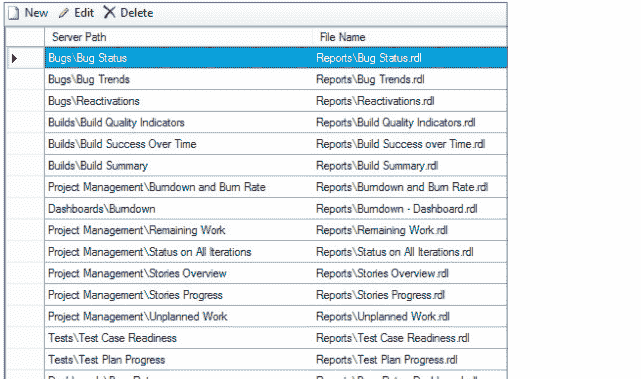 New Edit Delete
Server Path File Name
Bugs\Bug Status Reports\Bug Status.rdl
Bugs\Bug Trends Reports\Bug Trends.rdl
Bugs\Reactivations Reports\Reactivations.rdl
Builds\Build Quality Indicators Reports\Build Quality Indicators.rdl
Builds\Build Success Over Time Reports\Build Success over Time.rdl
Builds\Build Summary Reports\Build Summary.rdl
Project Management\Burndown and Burn Rate Reports\Burndown and Burn Rate.rdl
Dashboards\Burndown Reports\Burndown - Dashboard.rdl
Project Management\Remaining Work Reports\Remaining Work.rdl
Project Management\Status on All Iterations Reports\Status on All Iterations.rdl
Project Management\Stories Overview Reports\Stories Overview.rdl
Project Management\Stories Progress Reports\Stories Progress.rdl
Project Management\Unplanned Work Reports\Unplanned Work.rdl
Tests\Test Case Readiness Reports\Test Case Readiness.rdl
Tests\Test Plan Progress Reports\Test Plan Progress.rdl